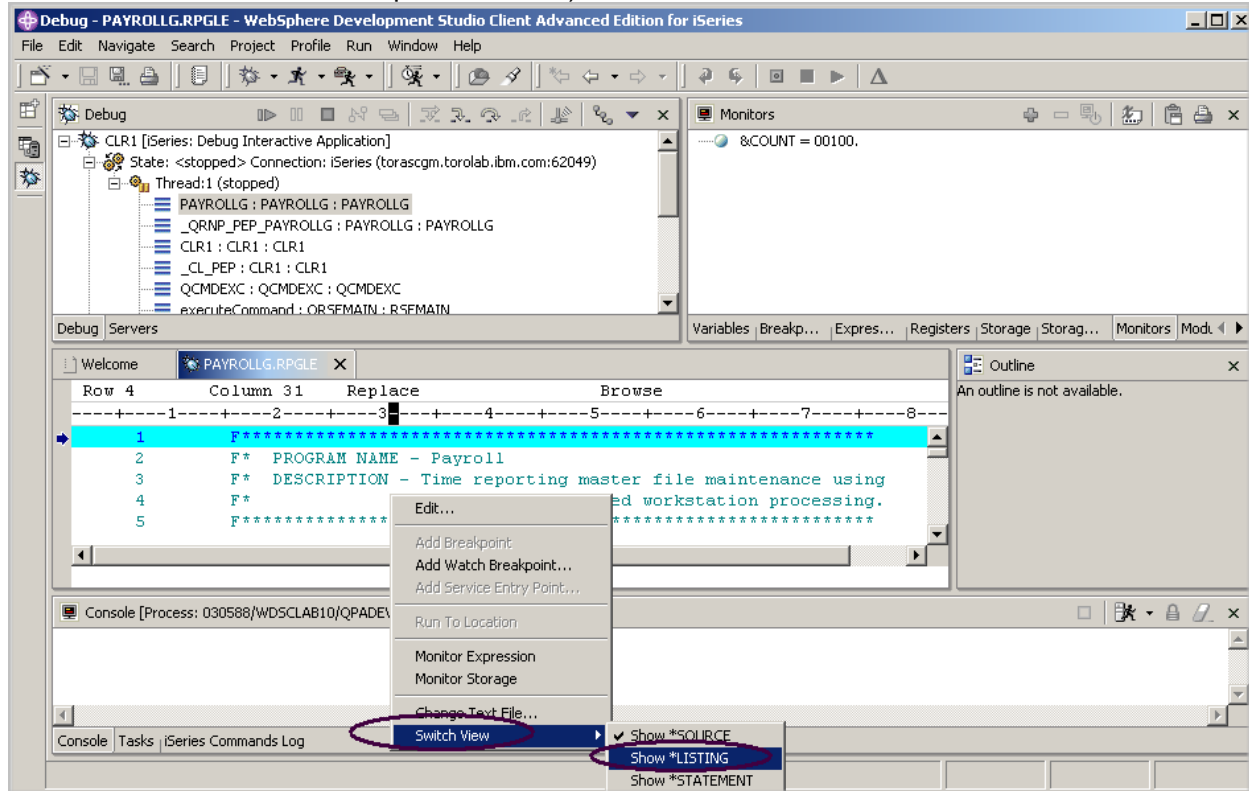 Debug - PAYROLLG.RPGLE - WebSphere Development Studio Client Advanced Edition for iSeries
File Edit Navigate Search Project Profile Run Window Help
Debug
CLR1 [iSeries: Debug Interactive Application]
State: <stopped> Connection: iSeries (torascgm.torolab.ibm.com:62049)
Thread:1 (stopped)
PAYROLLG : PAYROLLG : PAYROLLG
_QRNP_PEP_PAYROLLG : PAYROLLG : PAYROLLG
CLR1 : CLR1 : CLR1
_CL_PEP : CLR1 : CLR1
QCMDEXC : QCMDEXC : QCMDEXC
executeCommand : QRSEMAIN : RSEMAIN
Debug Servers
Monitors
&COUNT = 00100.
Variables Breakp... Expres... Registers Storage Storag... Monitors Modu
Welcome PAYROLLG.RPGLE
Row 4 Column 31 Replace Browse
----+----1----+----2----+----3----+----4----+----5----+----6----+----7----+----8---
1 F************************************************************
2 F* PROGRAM NAME - Payroll
3 F* DESCRIPTION - Time reporting master file maintenance using
4 F* ed workstation processing.
5 F************** *************************
Outline
An outline is not available.
Edit...
Add Breakpoint
Add Watch Breakpoint...
Add Service Entry Point...
Run To Location
Monitor Expression
Monitor Storage
Change Text File...
Switch View
Show *SOURCE
Show *LISTING
Show *STATEMENT
Console [Process: 030588/WDSCLAB10/QPADEV
Console Tasks iSeries Commands Log